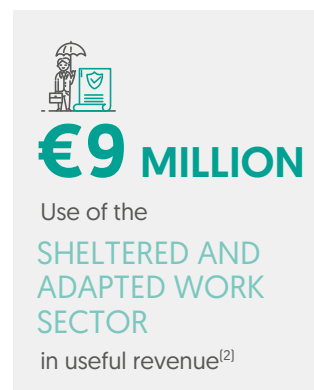 €9 MILLION
Use of the
SHELTERED AND
ADAPTED WORK
SECTOR
in useful revenue(2)